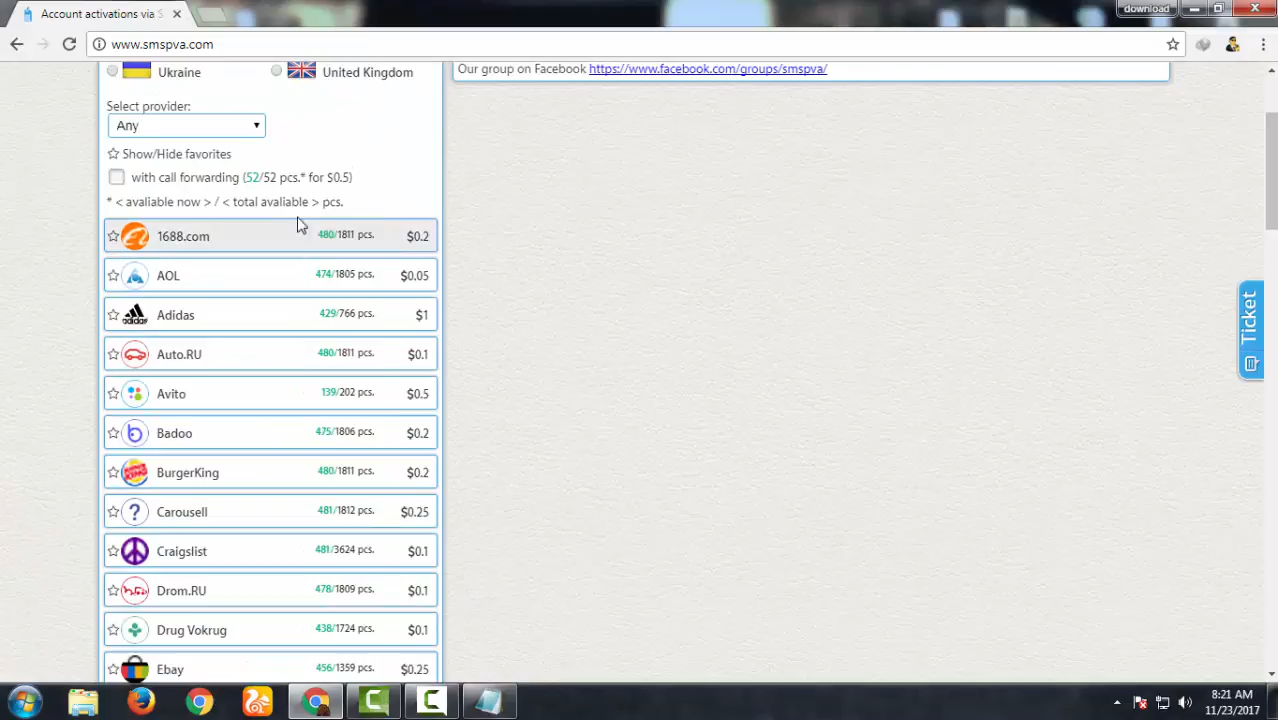 Account activations via S
download
www.smspva.com
Ukraine
United Kingdom
Our group on Facebook https://www.facebook.com/groups/smspva/
Select provider:
Any
Show/Hide favorites
with call forwarding (52/52 pcs.* for $0.5)
* < avaliable now > / < total avaliable > pcs.
1688.com 480/1811 pcs. $0.2
AOL 474/1805 pcs. $0.05
adidas Adidas 429/766 pcs. $1
Auto.RU 480/1811 pcs. $0.1
Avito 139/202 pcs. $0.5
Badoo 475/1806 pcs. $0.2
BurgerKing 480/1811 pcs. $0.2
? Carousell 481/1812 pcs. $0.25
Craigslist 481/3624 pcs. $0.1
Drom.RU 478/1809 pcs. $0.1
Drug Vokrug 438/1724 pcs. $0.1
Ebay 456/1359 pcs. $0.25
Ticket
8:21 AM
11/23/2017